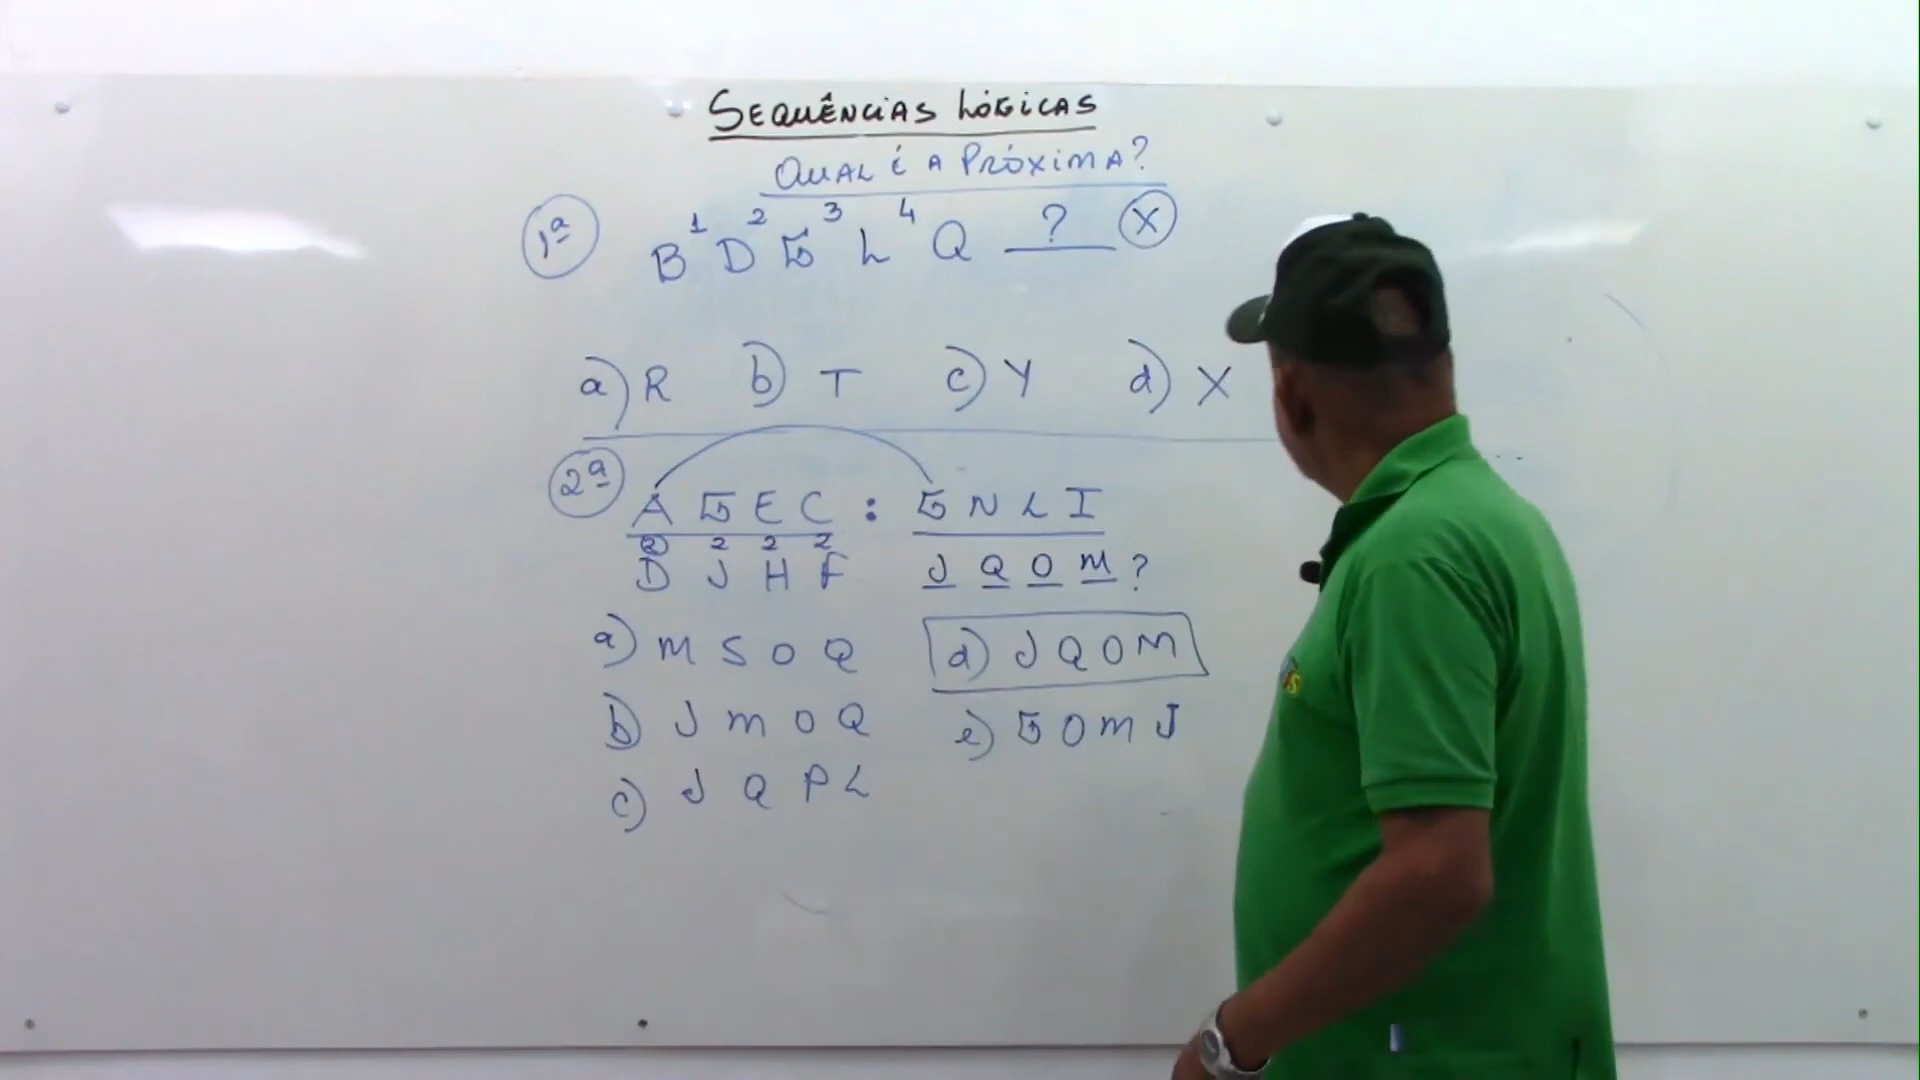 SEQUÊNCIAS LÓGICAS
QUAL É A PRÓXIMA?
1ª B 1 D 2 G 3 L 4 Q ? X
a) R b) T c) Y d) X
2ª A G E C : G N L I
2 2 2 2
D J H F J Q O M ?
a) M S O Q d) J Q O M
b) J M O Q e) G O M J
c) J Q P L